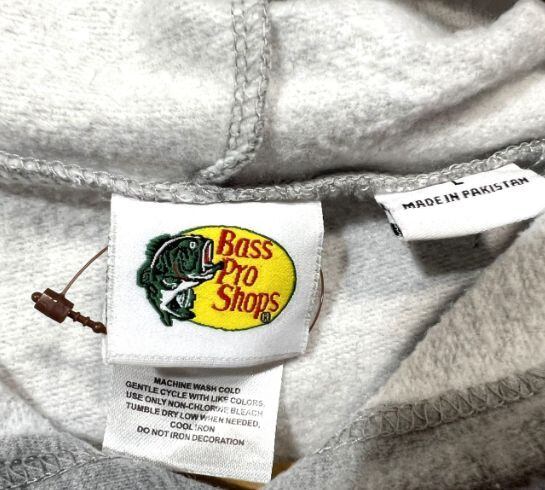 Bass
Pro
Shops
®
L
MADE IN PAKISTAN
MACHINE WASH COLD
GENTLE CYCLE WITH LIKE COLORS.
USE ONLY NON-CHLORINE BLEACH
TUMBLE DRY LOW WHEN NEEDED,
COOL IRON
DO NOT IRON DECORATION